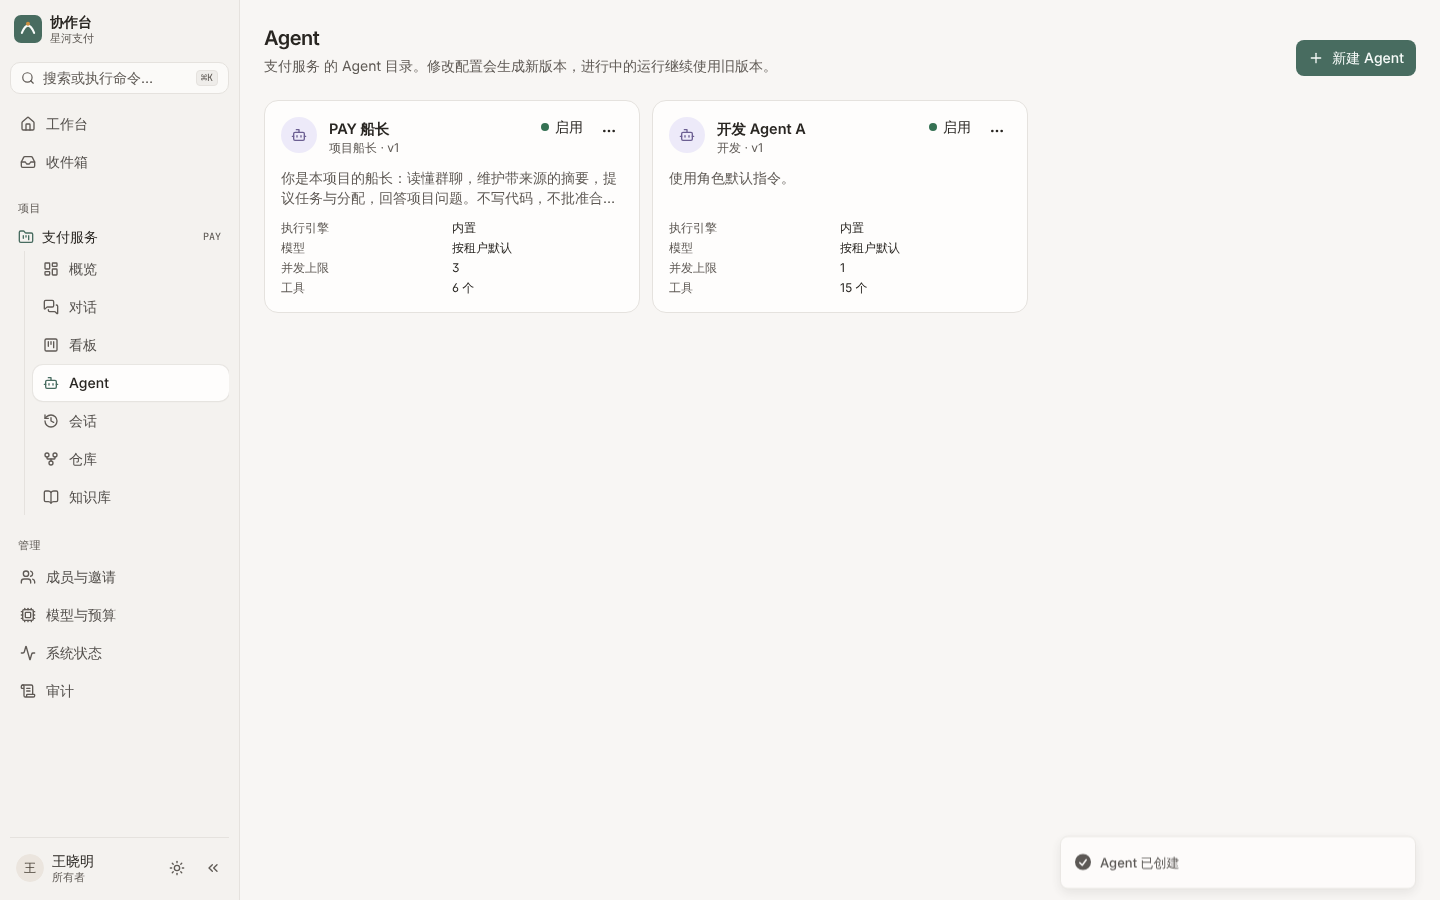 协作台
星河支付
搜索或执行命令... ⌘K
工作台
收件箱
项目
支付服务 PAY
概览
对话
看板
Agent
会话
仓库
知识库
管理
成员与邀请
模型与预算
系统状态
审计
王
王晓明
所有者
Agent
支付服务 的 Agent 目录。修改配置会生成新版本，进行中的运行继续使用旧版本。
新建 Agent
PAY 船长
项目船长 · v1
启用
你是本项目的船长：读懂群聊，维护带来源的摘要，提
议任务与分配，回答项目问题。不写代码，不批准合...
执行引擎 内置
模型 按租户默认
并发上限 3
工具 6 个
开发 Agent A
开发 · v1
启用
使用角色默认指令。
执行引擎 内置
模型 按租户默认
并发上限 1
工具 15 个
Agent 已创建